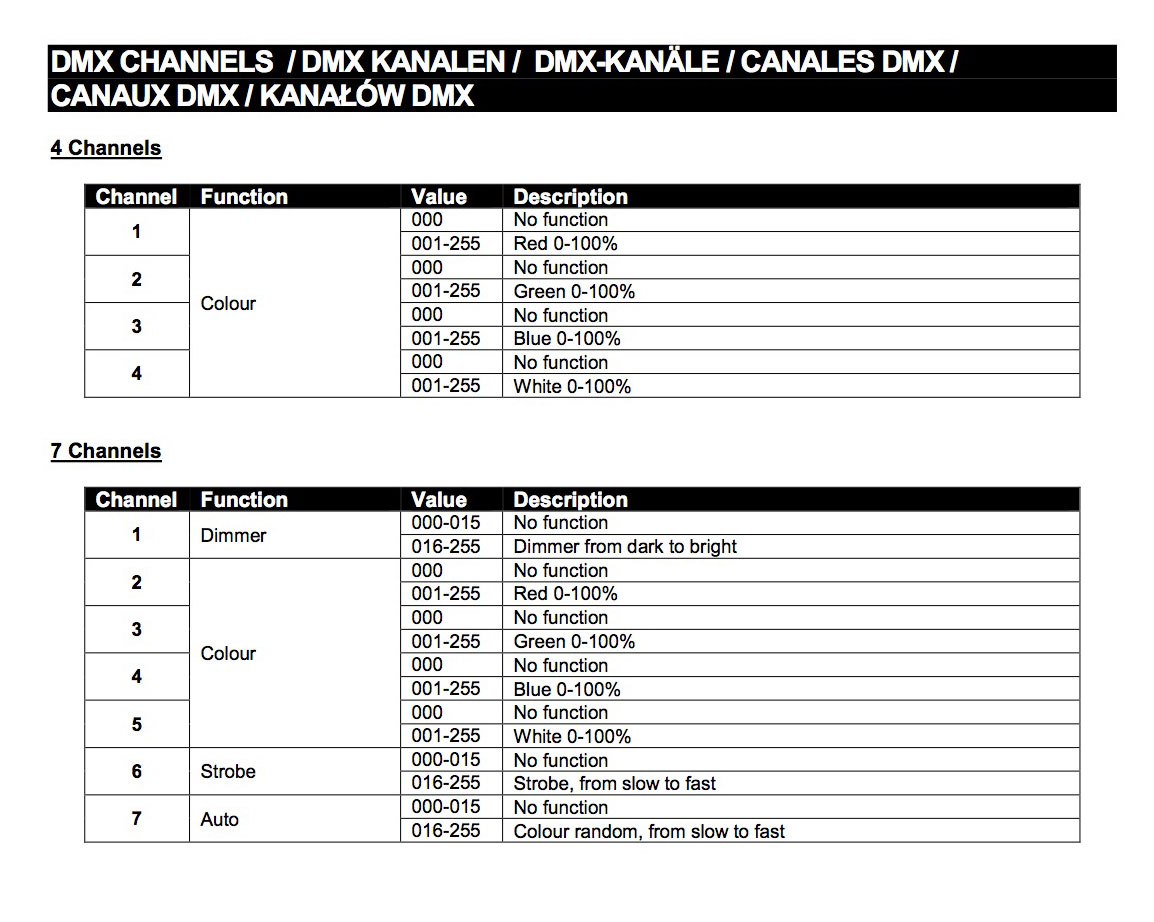 DMX CHANNELS / DMX KANALEN / DMX-KANÄLE / CANALES DMX /
CANAUX DMX / KANAŁÓW DMX
4 Channels
Channel Function Value Description
1 Colour 000 No function
001-255 Red 0-100%
2 000 No function
001-255 Green 0-100%
3 000 No function
001-255 Blue 0-100%
4 000 No function
001-255 White 0-100%
7 Channels
Channel Function Value Description
1 Dimmer 000-015 No function
016-255 Dimmer from dark to bright
2 Colour 000 No function
001-255 Red 0-100%
3 000 No function
001-255 Green 0-100%
4 000 No function
001-255 Blue 0-100%
5 000 No function
001-255 White 0-100%
6 Strobe 000-015 No function
016-255 Strobe, from slow to fast
7 Auto 000-015 No function
016-255 Colour random, from slow to fast